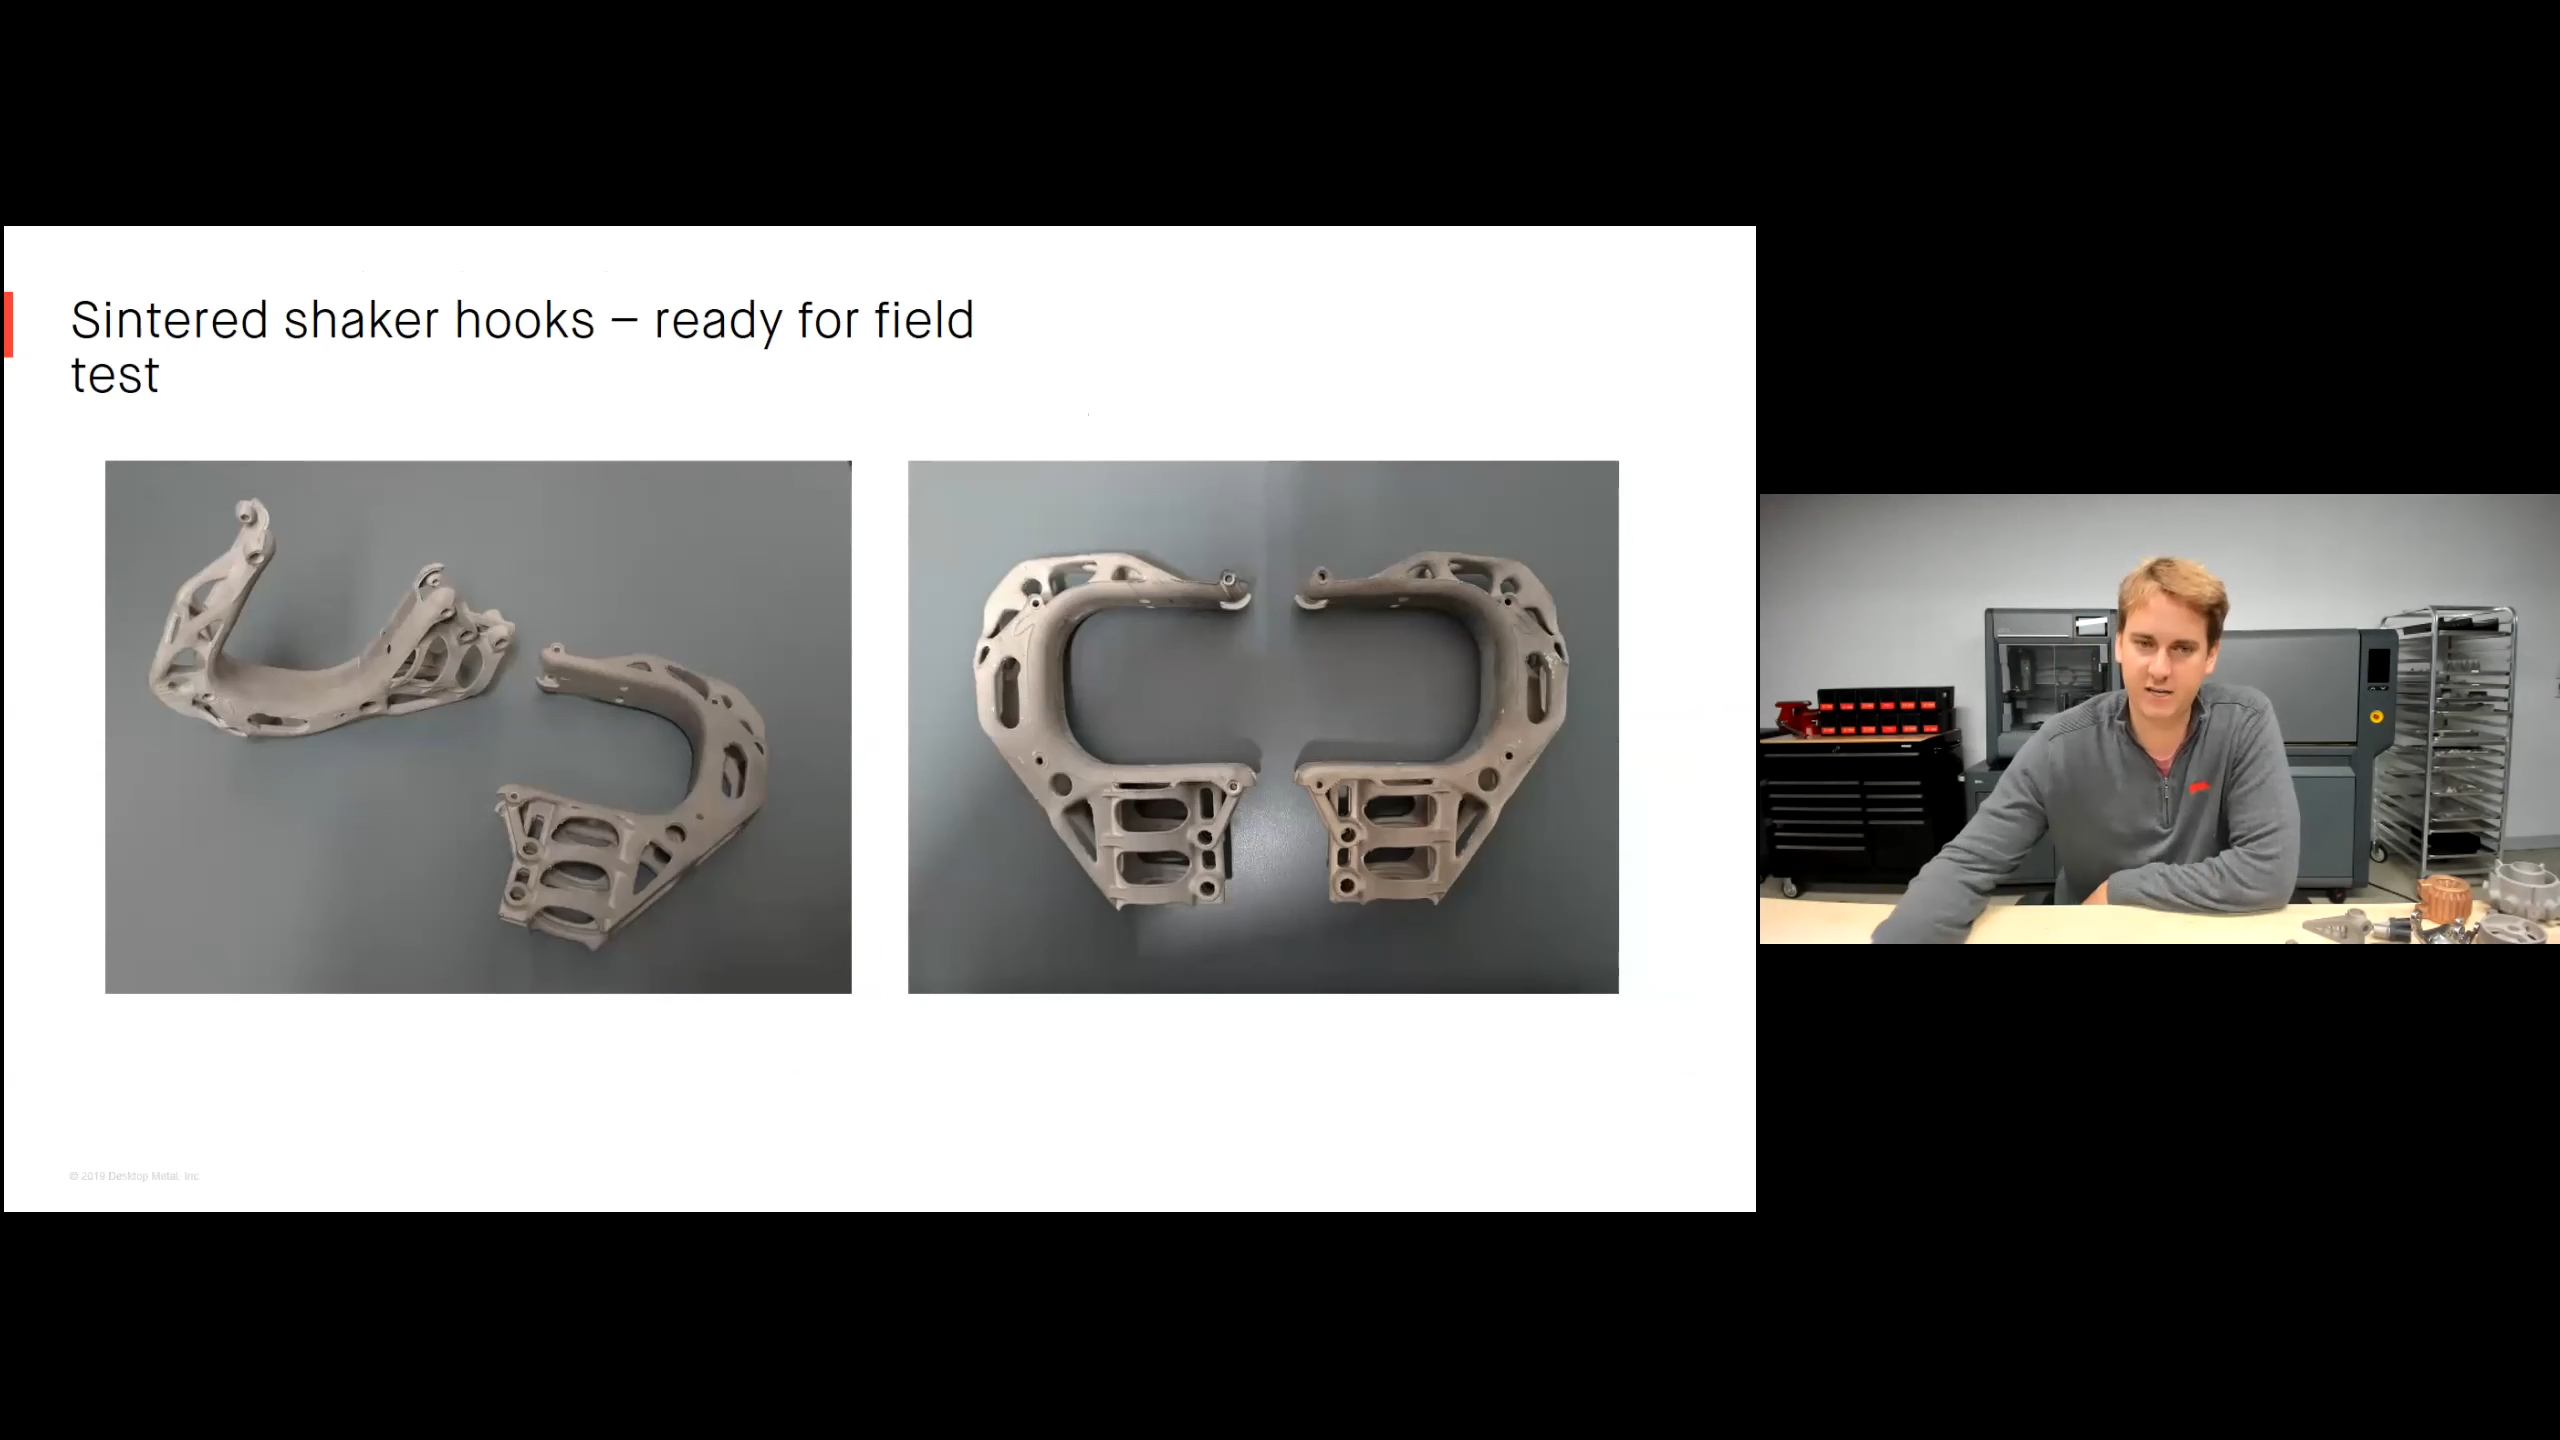 Sintered shaker hooks – ready for field
test
© 2019 Desktop Metal, Inc